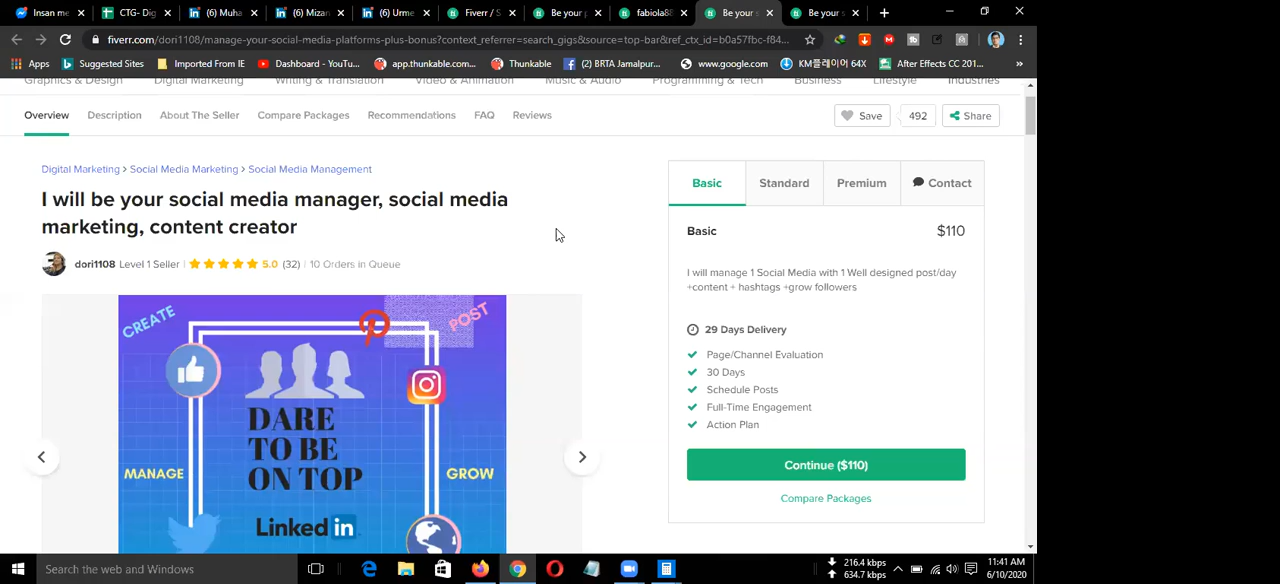 Insan me
CTG- Dig
(6) Muha
(6) Mizan
(6) Urme
Fiverr / S
Be your p
fabiola88
Be your s
Be your s
fiverr.com/dori1108/manage-your-social-media-platforms-plus-bonus?context_referrer=search_gigs&source=top-bar&ref_ctx_id=b0a57fbc-f84...
Apps
Suggested Sites
Imported From IE
Dashboard - YouTu...
app.thunkable.com...
Thunkable
(2) BRTA Jamalpur...
www.google.com
KM플레이어 64X
After Effects CC 201...
»
Graphics & Design
Digital Marketing
Writing & Translation
Video & Animation
Music & Audio
Programming & Tech
Business
Lifestyle
Industries
Overview
Description
About The Seller
Compare Packages
Recommendations
FAQ
Reviews
Save
492
Share
Digital Marketing > Social Media Marketing > Social Media Management
I will be your social media manager, social media
marketing, content creator
dori1108 Level 1 Seller 5.0 (32) | 10 Orders in Queue
CREATE
POST
DARE
TO BE
ON TOP
MANAGE
GROW
Linked in
Basic
Standard
Premium
Contact
Basic
$110
I will manage 1 Social Media with 1 Well designed post/day
+content + hashtags +grow followers
29 Days Delivery
Page/Channel Evaluation
30 Days
Schedule Posts
Full-Time Engagement
Action Plan
Continue ($110)
Compare Packages
Search the web and Windows
216.4 kbps
634.7 kbps
11:41 AM
6/10/2020